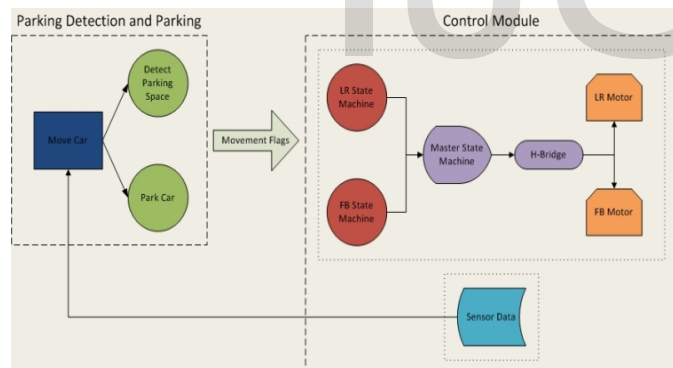 Parking Detection and Parking
Control Module
Detect
Parking
Space
Move Car
Park Car
Movement Flags
LR State
Machine
FB State
Machine
Master State
Machine
H-Bridge
LR Motor
FB Motor
Sensor Data